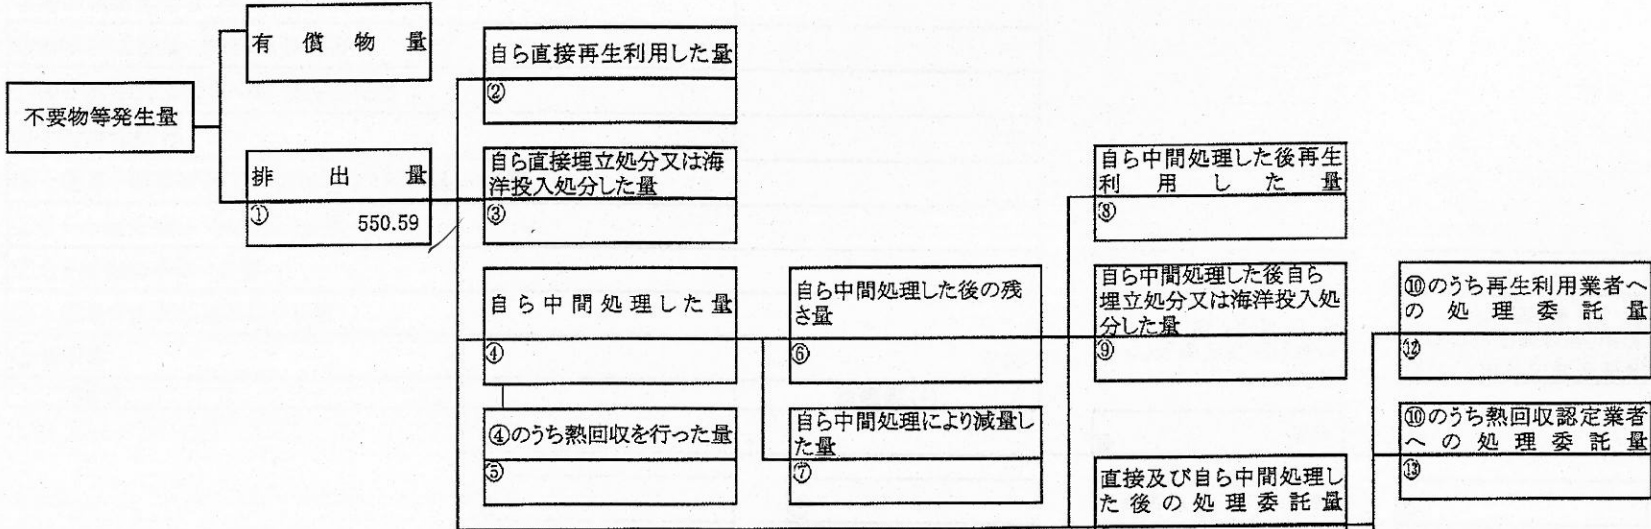 不要物等発生量
有償物量
排出量
①
550.59
自ら直接再生利用した量
②
自ら直接埋立処分又は海
洋投入処分した量
③
自ら中間処理した量
④
④のうち熱回収を行った量
⑤
自ら中間処理した後の残
さ量
⑥
自ら中間処理により減量し
た量
⑦
自ら中間処理した後再生
利用した量
⑧
自ら中間処理した後自ら
埋立処分又は海洋投入処
分した量
⑨
直接及び自ら中間処理し
た後の処理委託量
⑩のうち再生利用業者へ
の処理委託量
⑫
⑩のうち熱回収認定業者
への処理委託量
⑬